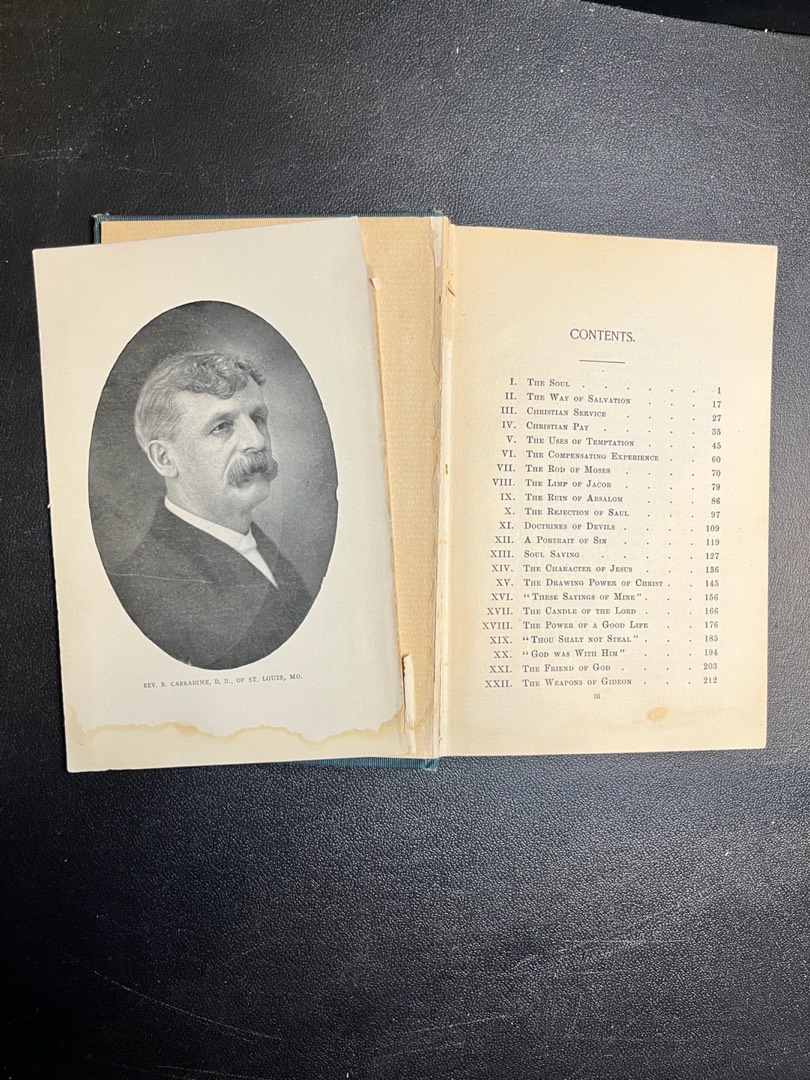 REV. B. CARRADINE, D. D., OF ST. LOUIS, MO.
CONTENTS.
I. THE SOUL . . . . . . 1
II. THE WAY OF SALVATION . . . 17
III. CHRISTIAN SERVICE . . . . 27
IV. CHRISTIAN PAY . . . . . 35
V. THE USES OF TEMPTATION . . . 45
VI. THE COMPENSATING EXPERIENCE . . 60
VII. THE ROD OF MOSES . . . . 70
VIII. THE LIMP OF JACOB . . . . 79
IX. THE RUIN OF ABSALOM . . . 86
X. THE REJECTION OF SAUL . . . 97
XI. DOCTRINES OF DEVILS . . . . 109
XII. A PORTRAIT OF SIN . . . . 119
XIII. SOUL SAVING . . . . . 127
XIV. THE CHARACTER OF JESUS . . . 136
XV. THE DRAWING POWER OF CHRIST . . 145
XVI. "THESE SAYINGS OF MINE" . . . 156
XVII. THE CANDLE OF THE LORD . . . 166
XVIII. THE POWER OF A GOOD LIFE . . 176
XIX. "THOU SHALT NOT STEAL" . . . 185
XX. "GOD WAS WITH HIM" . . . 194
XXI. THE FRIEND OF GOD . . . . 203
XXII. THE WEAPONS OF GIDEON . . . 212
iii